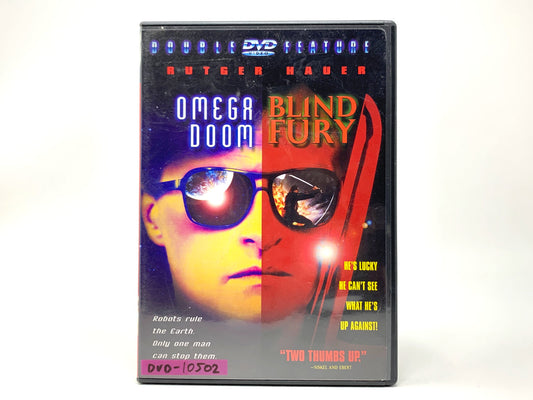 DOUBLE DVD VIDEO FEATURE
RUTGER HAUER
OMEGA DOOM
BLIND FURY
HE'S LUCKY
HE CAN'T SEE
WHAT HE'S
UP AGAINST!
Robots rule
the Earth.
Only one man
can stop them.
"TWO THUMBS UP."
—SISKEL AND EBERT
DVD-10502